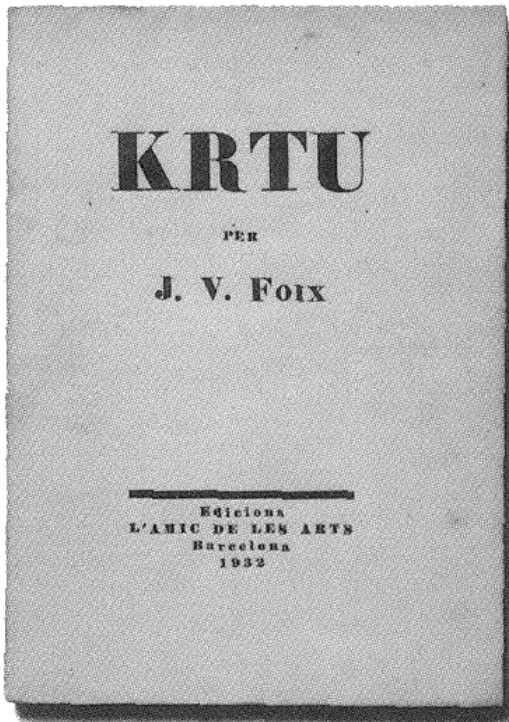 KRTU
PER
J. V. FOIX
Edicions
L'AMIC DE LES ARTS
Barcelona
1932